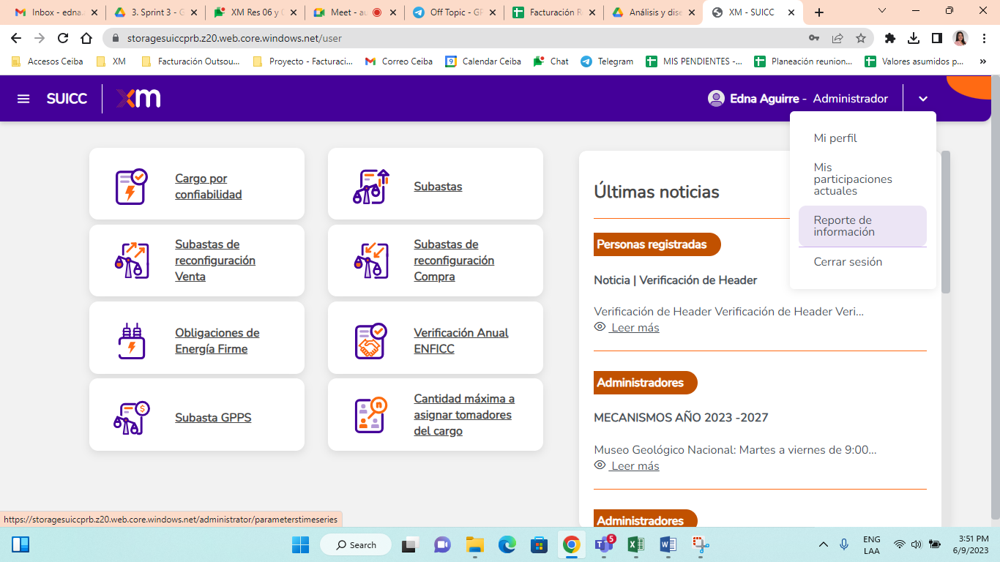 Inbox - edna.
3. Sprint 3 - G
XM Res 06 y C
Meet - au
Off Topic - GP
Facturación R
Análisis y dise
XM - SUICC
storagesuiccprb.z20.web.core.windows.net/user
Accesos Ceiba
XM
Facturación Outsou...
Proyecto - Facturaci...
Correo Ceiba
Calendar Ceiba
Chat
Telegram
MIS PENDIENTES -...
Planeación reunion...
Valores asumidos p...
»
SUICC
xm
Edna Aguirre - Administrador
Mi perfil
Mis
participaciones
actuales
Reporte de
información
Cerrar sesión
Cargo por
confiabilidad
Subastas
Subastas de
reconfiguración
Venta
Subastas de
reconfiguración
Compra
Obligaciones de
Energía Firme
Verificación Anual
ENFICC
Subasta GPPS
Cantidad máxima a
asignar tomadores
del cargo
Últimas noticias
Personas registradas
Noticia | Verificación de Header
Verificación de Header Verificación de Header Veri...
Leer más
Administradores
MECANISMOS AÑO 2023 -2027
Museo Geológico Nacional: Martes a viernes de 9:00...
Leer más
Administradores
https://storagesuiccprb.z20.web.core.windows.net/administrator/parameterstimeseries
Search
5
ENG
LAA
3:51 PM
6/9/2023